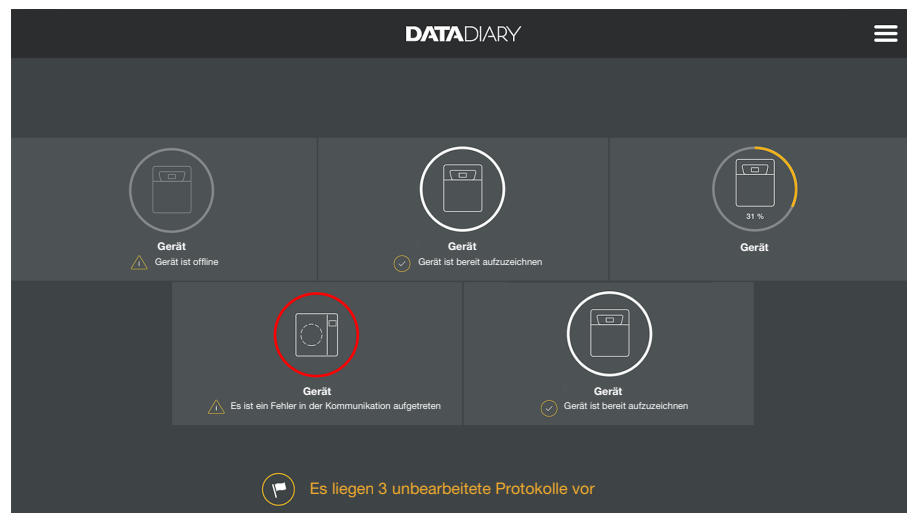 DATADIARY
31 %
Gerät
Gerät ist offline
Gerät
Gerät ist bereit aufzuzeichnen
Gerät
Gerät
Es ist ein Fehler in der Kommunikation aufgetreten
Gerät
Gerät ist bereit aufzuzeichnen
Es liegen 3 unbearbeitete Protokolle vor